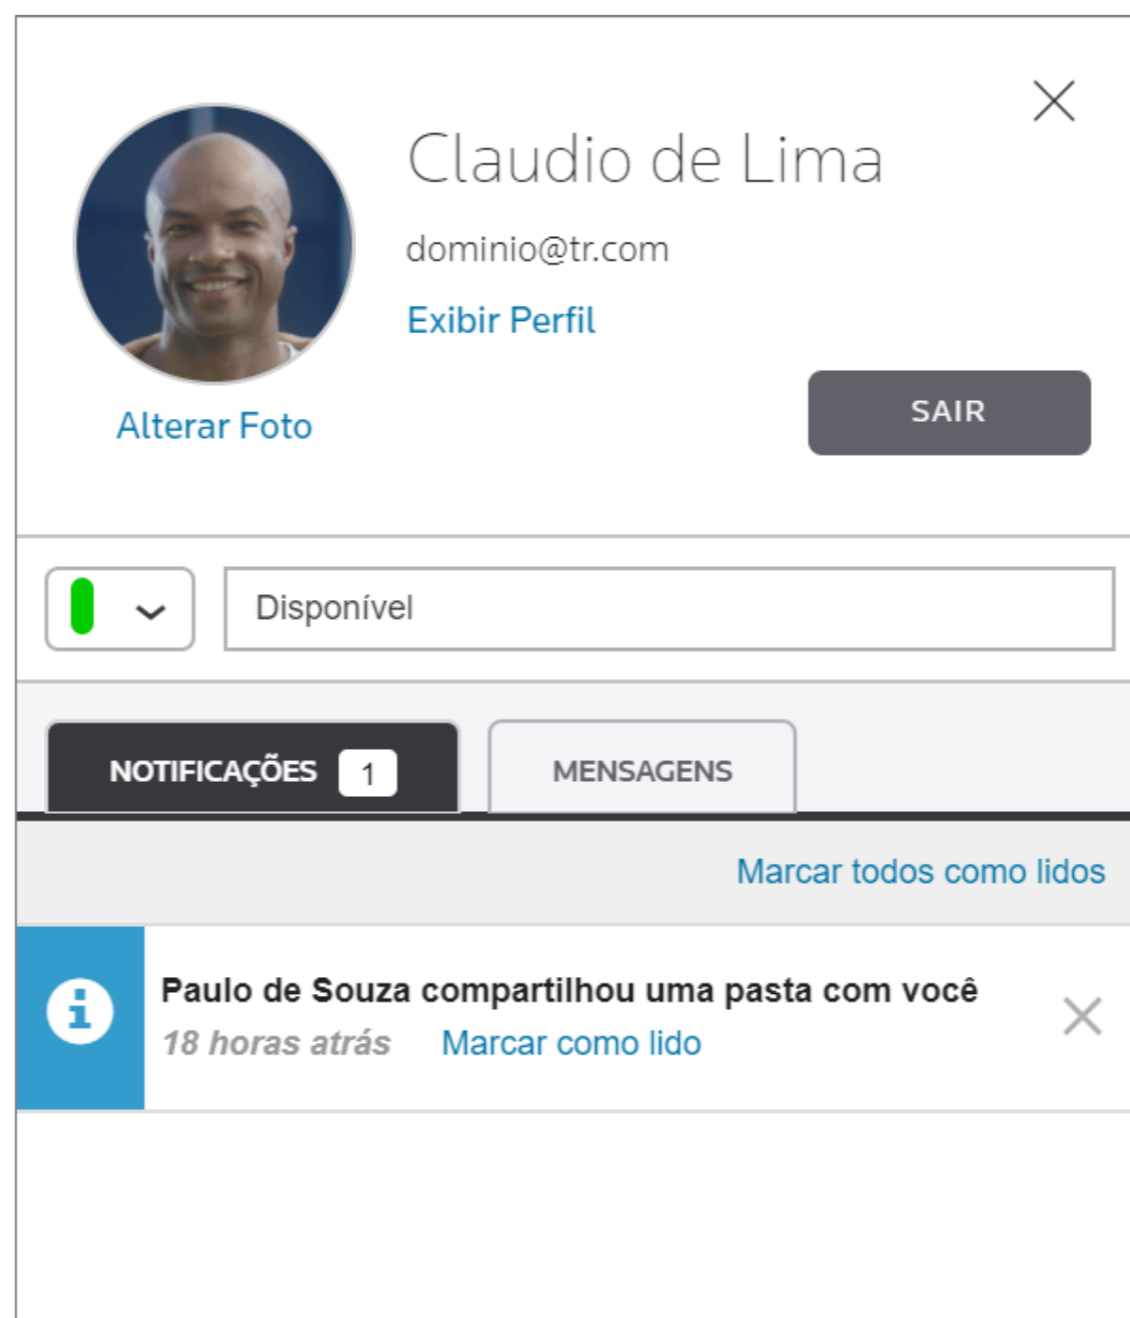 Claudio de Lima
dominio@tr.com
Exibir Perfil
Alterar Foto
SAIR
Disponível
NOTIFICAÇÕES 1
MENSAGENS
Marcar todos como lidos
Paulo de Souza compartilhou uma pasta com você
18 horas atrás Marcar como lido